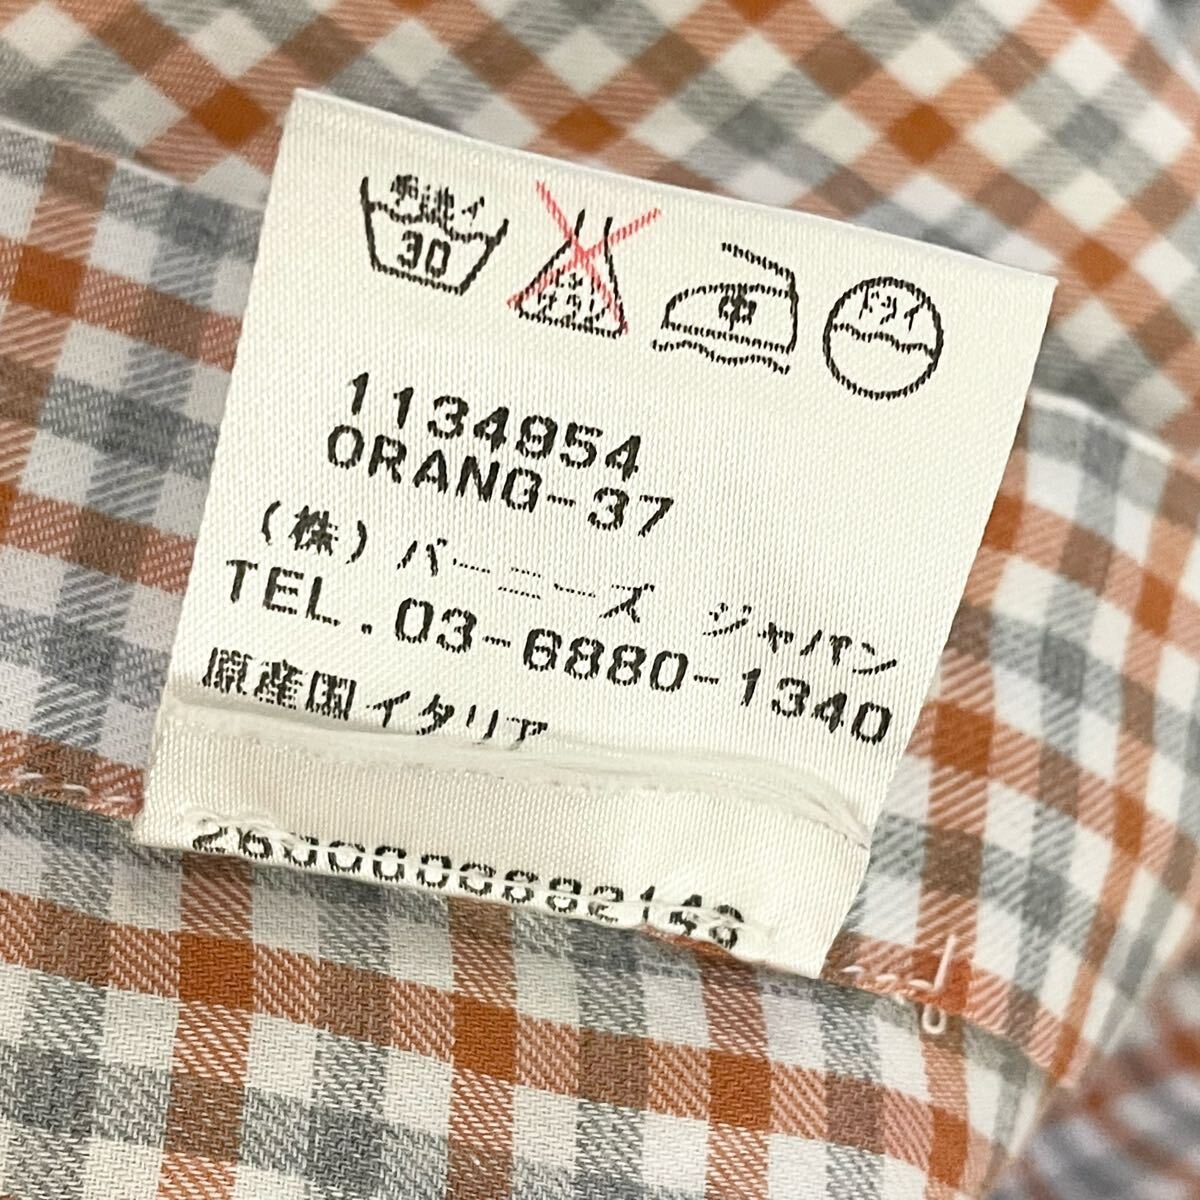 手洗イ 30 中 ドライ
1134954
ORANG-37
(株)バーニーズ ジャパン
TEL.03-6880-1340
原産国イタリア